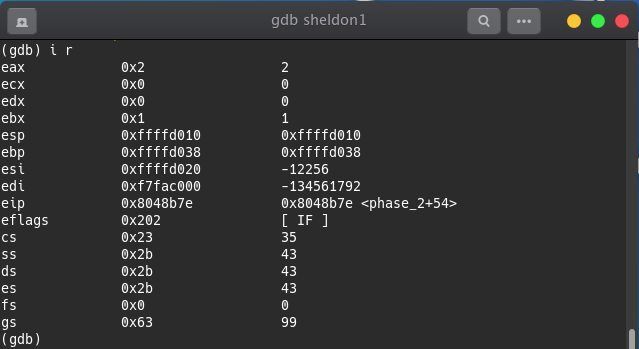 gdb sheldon1
(gdb) i r
eax 0x2 2
ecx 0x0 0
edx 0x0 0
ebx 0x1 1
esp 0xffffd010 0xffffd010
ebp 0xffffd038 0xffffd038
esi 0xffffd020 -12256
edi 0xf7fac000 -134561792
eip 0x8048b7e 0x8048b7e <phase_2+54>
eflags 0x202 [ IF ]
cs 0x23 35
ss 0x2b 43
ds 0x2b 43
es 0x2b 43
fs 0x0 0
gs 0x63 99
(gdb)